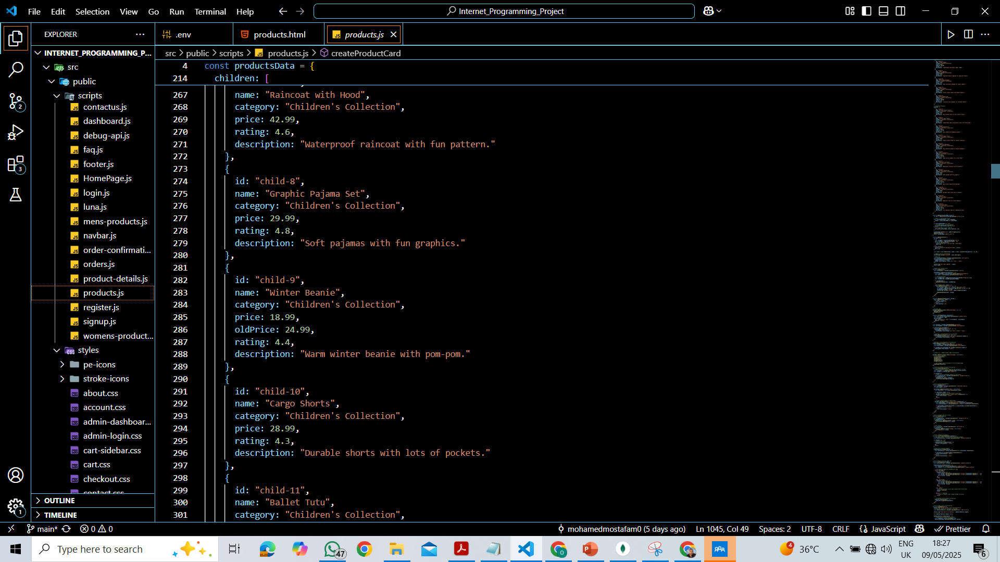 File Edit Selection View Go Run Terminal Help
Internet_Programming_Project
EXPLORER
.env
products.html
products.js
INTERNET_PROGRAMMING_P...
src
public
scripts
contactus.js
dashboard.js
debug-api.js
faq.js
footer.js
HomePage.js
login.js
luna.js
mens-products.js
navbar.js
order-confirmati...
orders.js
product-details.js
products.js
register.js
signup.js
womens-product...
styles
pe-icons
stroke-icons
about.css
account.css
admin-dashboar...
admin-login.css
cart-sidebar.css
cart.css
checkout.css
contact.css
OUTLINE
TIMELINE
2
3
1
src > public > scripts > products.js > createProductCard
4 const productsData = {
214 children: [
267 name: "Raincoat with Hood",
268 category: "Children's Collection",
269 price: 42.99,
270 rating: 4.6,
271 description: "Waterproof raincoat with fun pattern."
272 },
273 {
274 id: "child-8",
275 name: "Graphic Pajama Set",
276 category: "Children's Collection",
277 price: 29.99,
278 rating: 4.8,
279 description: "Soft pajamas with fun graphics."
280 },
281 {
282 id: "child-9",
283 name: "Winter Beanie",
284 category: "Children's Collection",
285 price: 18.99,
286 oldPrice: 24.99,
287 rating: 4.4,
288 description: "Warm winter beanie with pom-pom."
289 },
290 {
291 id: "child-10",
292 name: "Cargo Shorts",
293 category: "Children's Collection",
294 price: 28.99,
295 rating: 4.3,
296 description: "Durable shorts with lots of pockets."
297 },
298 {
299 id: "child-11",
300 name: "Ballet Tutu",
301 category: "Children's Collection",
main* 0 0
mohamedmostafam0 (5 days ago) Ln 1045, Col 49 Spaces: 2 UTF-8 CRLF {} JavaScript Prettier
Type here to search
47
4
36°C
ENG
UK
18:27
09/05/2025
6